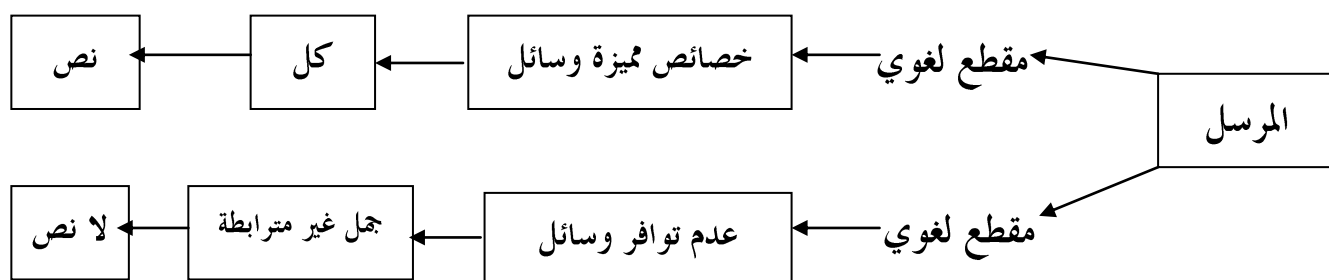 المرسل
مقطع لغوي
خصائص مميزة وسائل
كل
نص
مقطع لغوي
عدم توافر وسائل
جمل غير مترابطة
لا نص